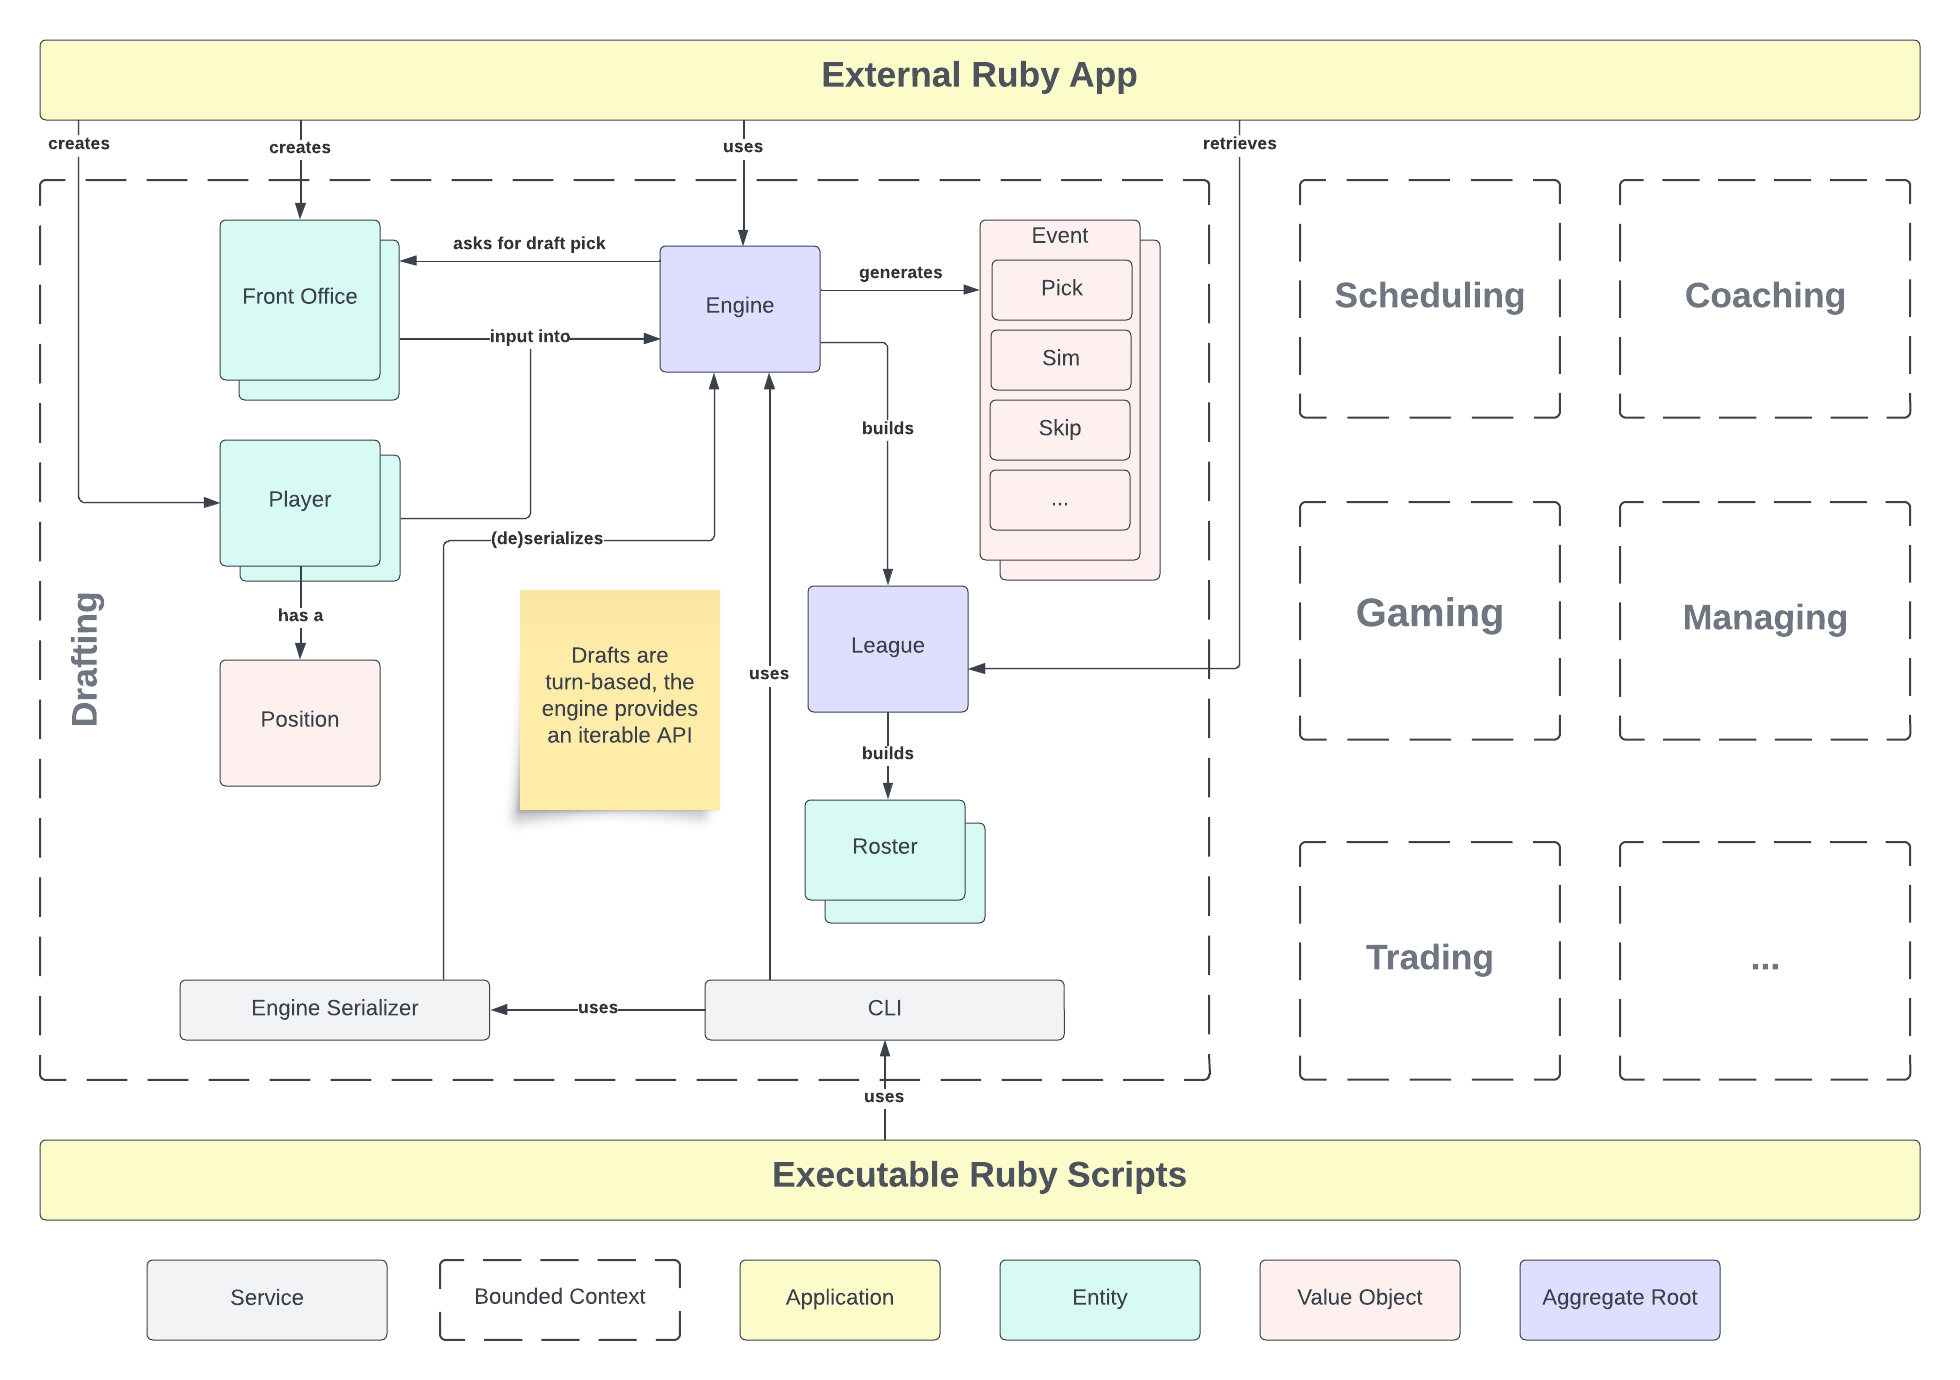 External Ruby App
creates
creates
uses
retrieves
asks for draft pick
Front Office
input into
Engine
generates
Event
Pick
Sim
Skip
...
builds
Player
(de)serializes
has a
Position
Drafting
Drafts are
turn-based, the
engine provides
an iterable API
uses
League
builds
Roster
Engine Serializer
uses
CLI
uses
Scheduling
Coaching
Gaming
Managing
Trading
...
Executable Ruby Scripts
Service
Bounded Context
Application
Entity
Value Object
Aggregate Root